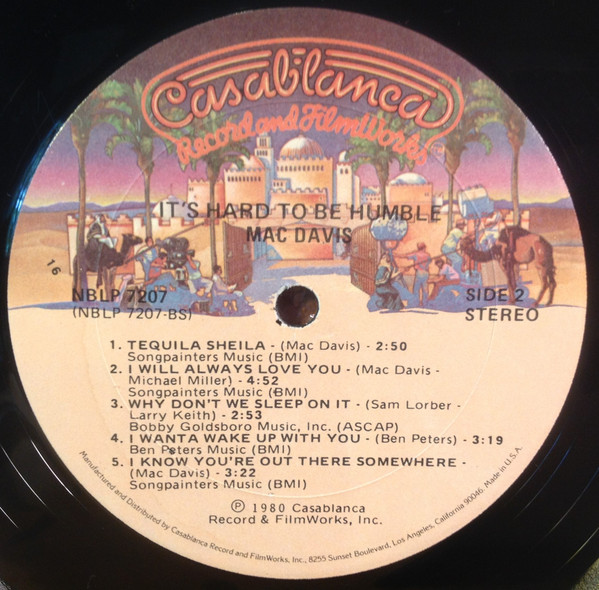 Casablanca
Record and FilmWorks
IT'S HARD TO BE HUMBLE
MAC DAVIS
16
NBLP 7207
(NBLP 7207-BS)
SIDE 2
STEREO
1. TEQUILA SHEILA - (Mac Davis) - 2:50
Songpainters Music (BMI)
2. I WILL ALWAYS LOVE YOU - (Mac Davis -
Michael Miller) - 4:52
Songpainters Music (BMI)
3. WHY DON'T WE SLEEP ON IT - (Sam Lorber -
Larry Keith) - 2:53
Bobby Goldsboro Music, Inc. (ASCAP)
4. I WANTA WAKE UP WITH YOU - (Ben Peters) - 3:19
Ben Peters Music (BMI)
5. I KNOW YOU'RE OUT THERE SOMEWHERE -
(Mac Davis) - 3:22
Songpainters Music (BMI)
℗ 1980 Casablanca
Record & FilmWorks, Inc.
Manufactured and Distributed by Casablanca Record and FilmWorks, Inc., 8255 Sunset Boulevard, Los Angeles, California 90046. Made in U.S.A.